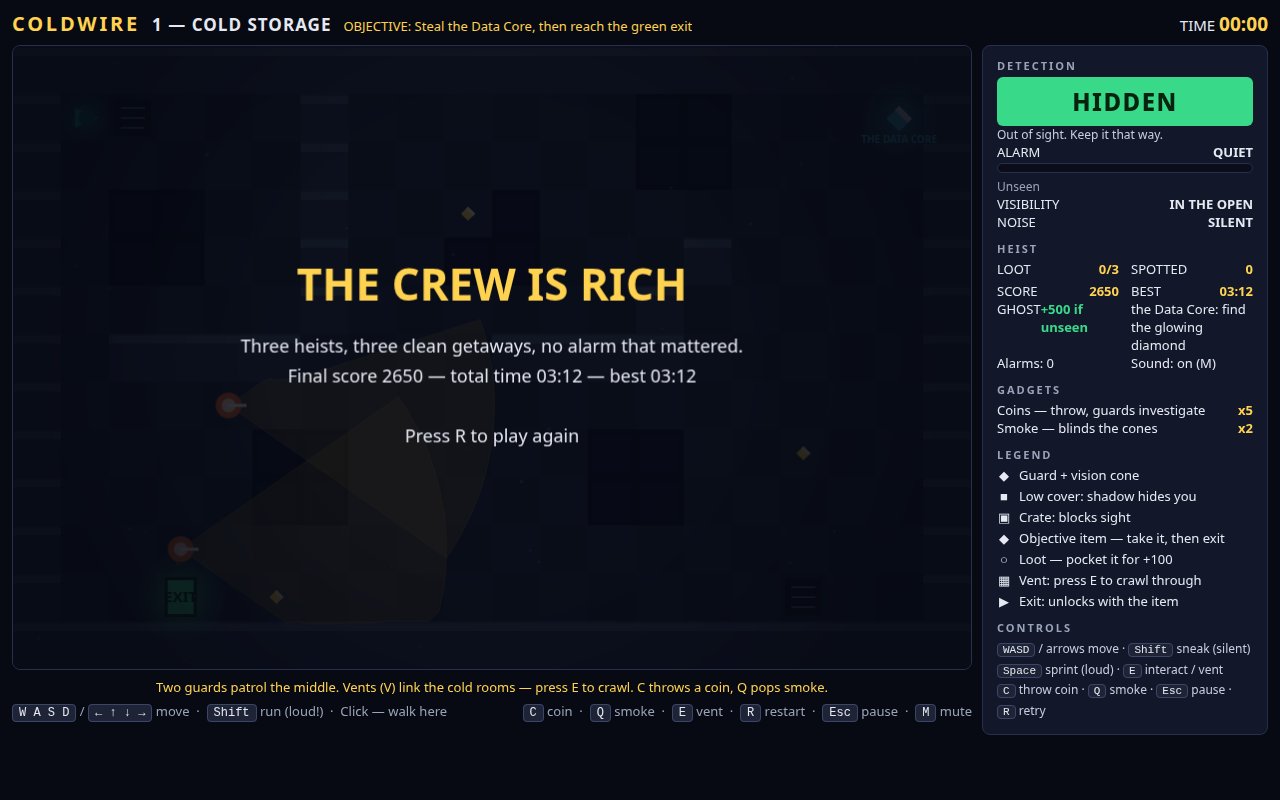 COLDWIRE 1 — COLD STORAGE OBJECTIVE: Steal the Data Core, then reach the green exit TIME 00:00
THE DATA CORE
THE CREW IS RICH
Three heists, three clean getaways, no alarm that mattered.
Final score 2650 — total time 03:12 — best 03:12
Press R to play again
EXIT
Two guards patrol the middle. Vents (V) link the cold rooms — press E to crawl. C throws a coin, Q pops smoke.
W A S D / ← ↑ ↓ → move · Shift run (loud!) · Click — walk here C coin · Q smoke · E vent · R restart · Esc pause · M mute
DETECTION
HIDDEN
Out of sight. Keep it that way.
ALARM QUIET
Unseen
VISIBILITY IN THE OPEN
NOISE SILENT
HEIST
LOOT 0/3 SPOTTED 0
SCORE 2650 BEST 03:12
GHOST +500 if unseen
the Data Core: find
the glowing
diamond
Alarms: 0 Sound: on (M)
GADGETS
Coins — throw, guards investigate x5
Smoke — blinds the cones x2
LEGEND
◆ Guard + vision cone
■ Low cover: shadow hides you
▣ Crate: blocks sight
◆ Objective item — take it, then exit
○ Loot — pocket it for +100
▦ Vent: press E to crawl through
▶ Exit: unlocks with the item
CONTROLS
WASD / arrows move · Shift sneak (silent)
Space sprint (loud) · E interact / vent
C throw coin · Q smoke · Esc pause ·
R retry